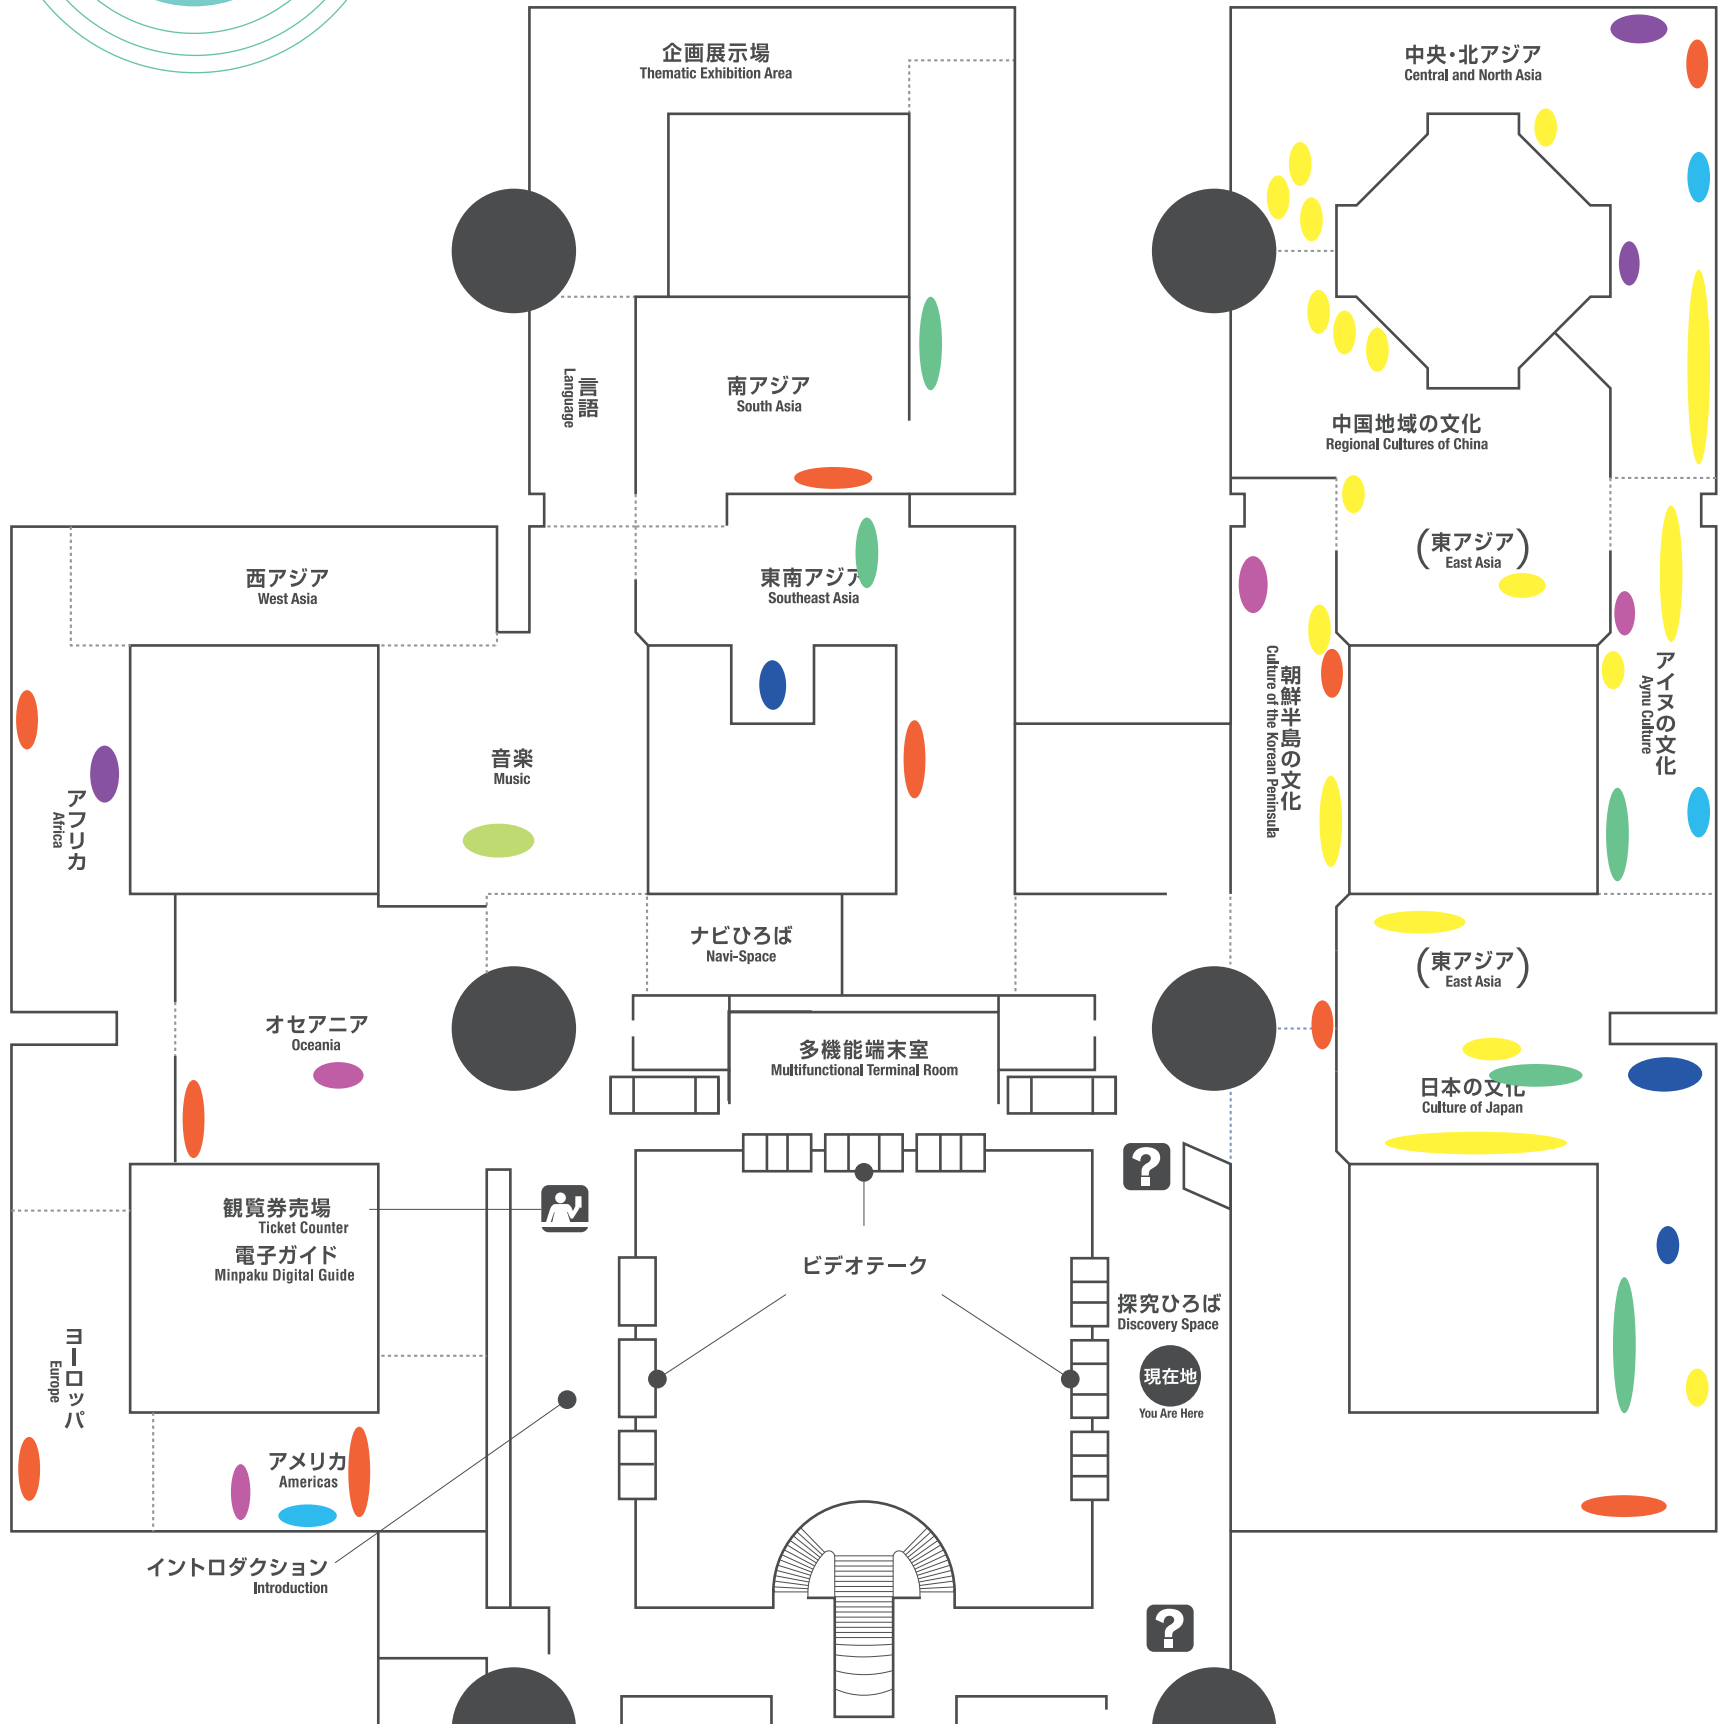 企画展示場
Thematic Exhibition Area
中央・北アジア
Central and North Asia
言語
Language
南アジア
South Asia
中国地域の文化
Regional Cultures of China
西アジア
West Asia
東南アジア
Southeast Asia
(東アジア)
East Asia
朝鮮半島の文化
Culture of the Korean Peninsula
アイヌの文化
Aynu Culture
音楽
Music
アフリカ
Africa
ナビひろば
Navi-Space
(東アジア)
East Asia
オセアニア
Oceania
多機能端末室
Multifunctional Terminal Room
日本の文化
Culture of Japan
観覧券売場
Ticket Counter
電子ガイド
Minpaku Digital Guide
?
ビデオテーク
探究ひろば
Discovery Space
現在地
You Are Here
ヨーロッパ
Europe
アメリカ
Americas
イントロダクション
Introduction
?